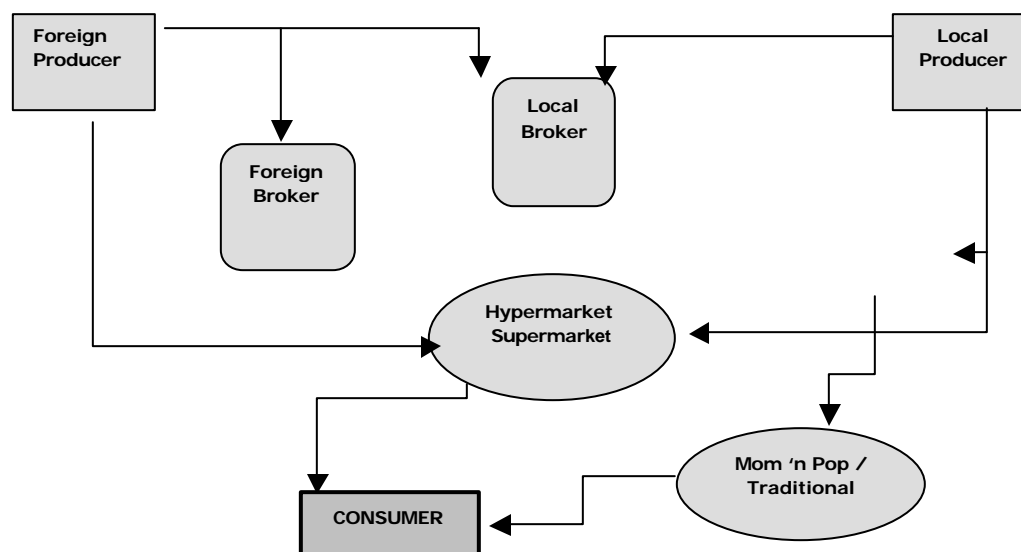 Foreign
Producer
Local
Producer
Local
Broker
Foreign
Broker
Hypermarket
Supermarket
Mom ‘n Pop /
Traditional
CONSUMER